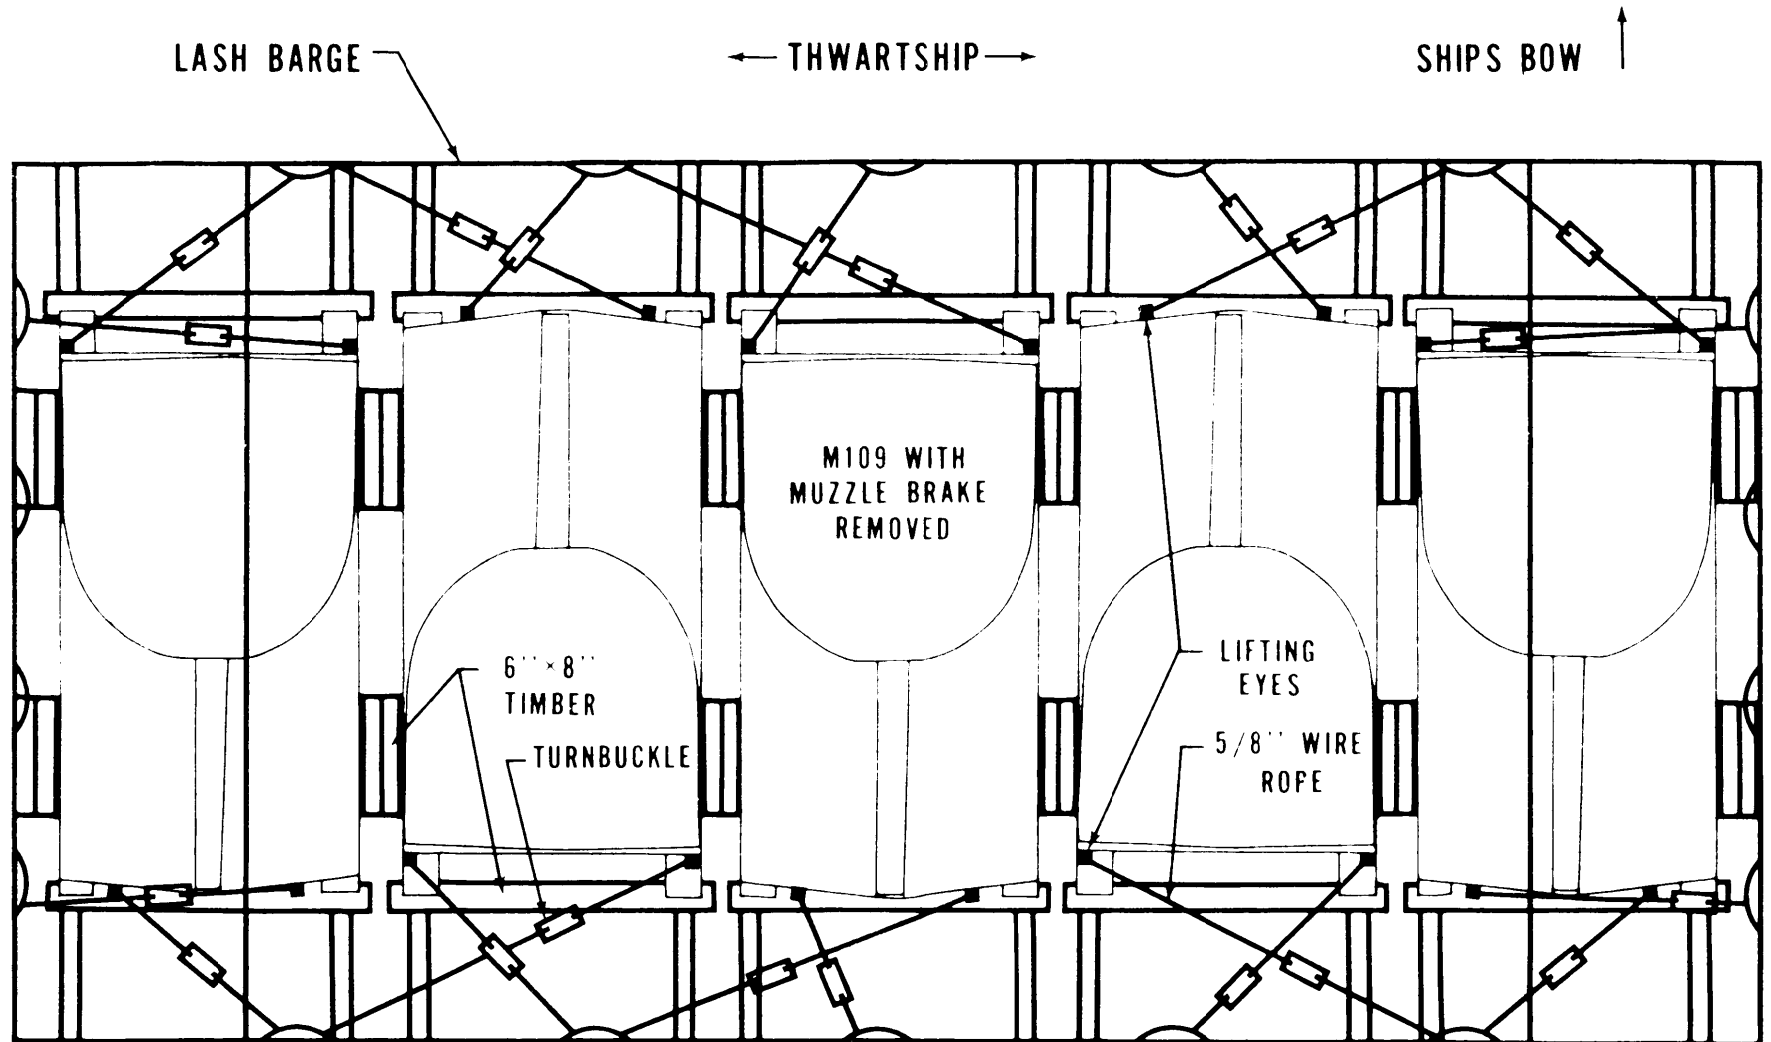 LASH BARGE
THWARTSHIP
SHIPS BOW
M109 WITH
MUZZLE BRAKE
REMOVED
6''×8''
TIMBER
TURNBUCKLE
LIFTING
EYES
5/8'' WIRE
ROPE